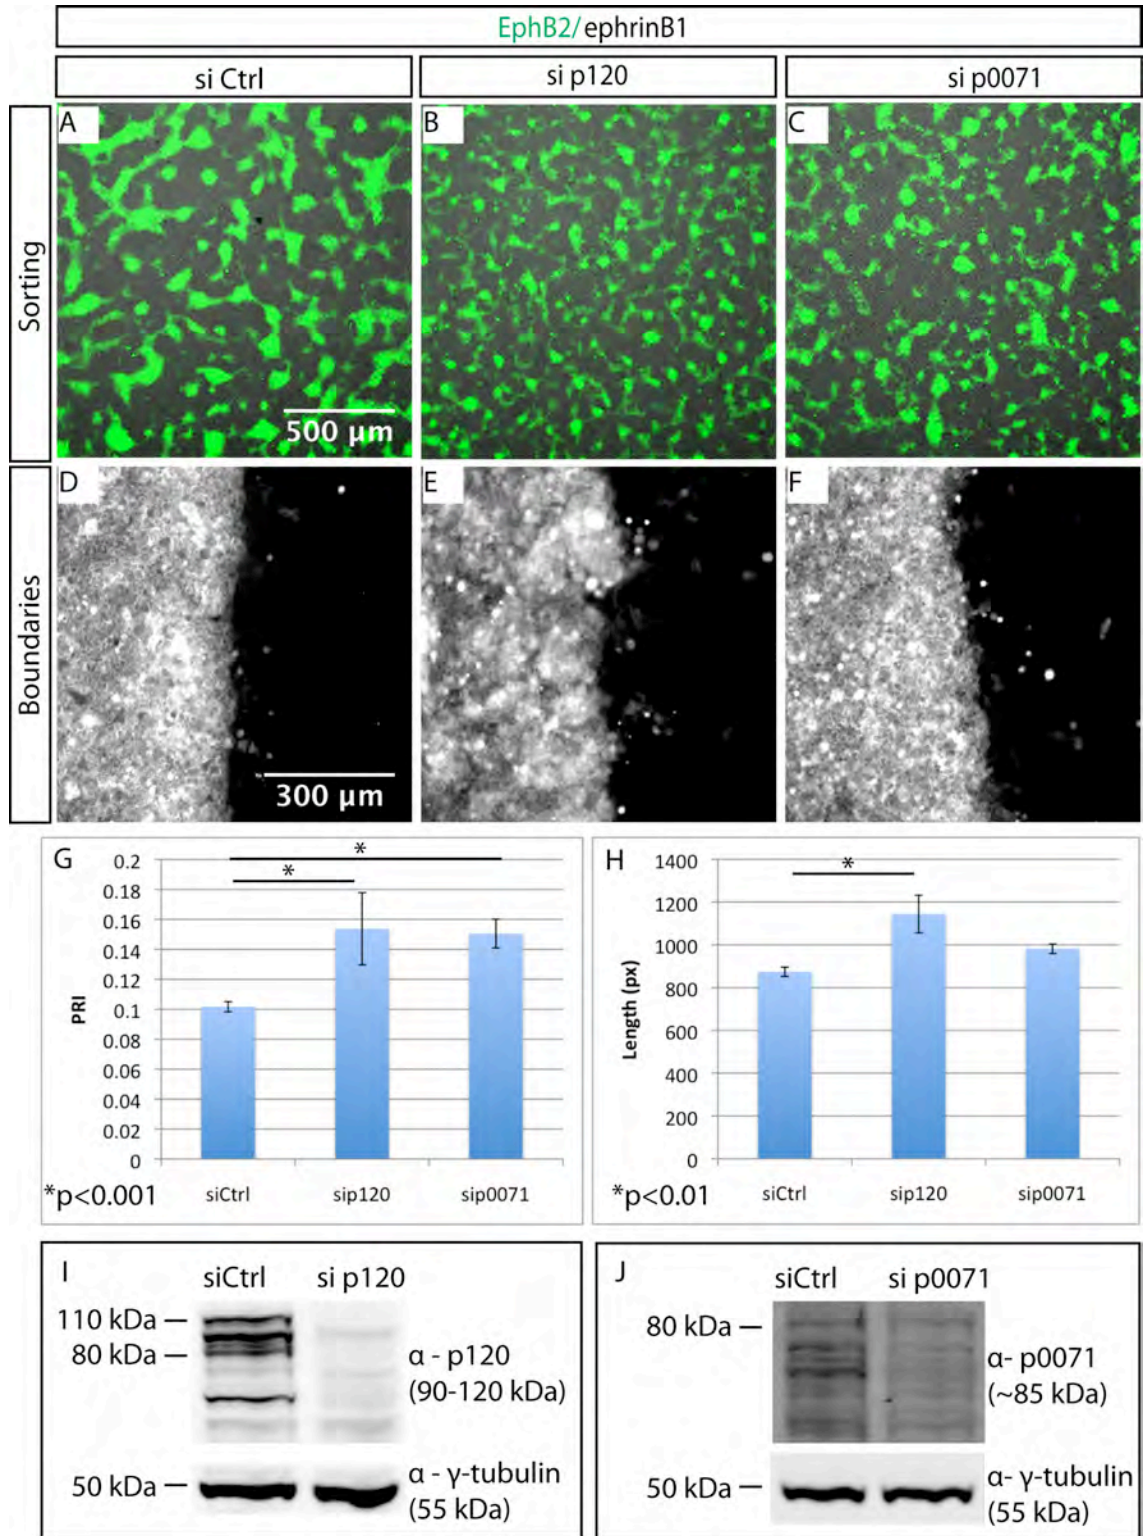 EphB2/ephrinB1
si Ctrl
si p120
si p0071
Sorting
A
B
C
500 µm
Boundaries
D
E
F
300 µm
G
0.2
0.18
0.16
0.14
0.12
0.1
0.08
0.06
0.04
0.02
0
PRI
*
*
*p<0.001
siCtrl
sip120
sip0071
H
1400
1200
1000
800
600
400
200
0
Length (px)
*
*p<0.01
siCtrl
sip120
sip0071
I
siCtrl
si p120
110 kDa
80 kDa
α - p120
(90-120 kDa)
50 kDa
α - γ-tubulin
(55 kDa)
J
siCtrl
si p0071
80 kDa
α- p0071
(~85 kDa)
50 kDa
α- γ-tubulin
(55 kDa)